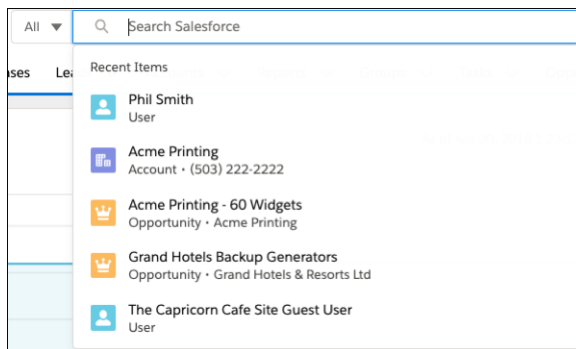 All
Search Salesforce
ases Lea
Recent Items
Phil Smith
User
Acme Printing
Account • (503) 222-2222
Acme Printing - 60 Widgets
Opportunity • Acme Printing
Grand Hotels Backup Generators
Opportunity • Grand Hotels & Resorts Ltd
The Capricorn Cafe Site Guest User
User